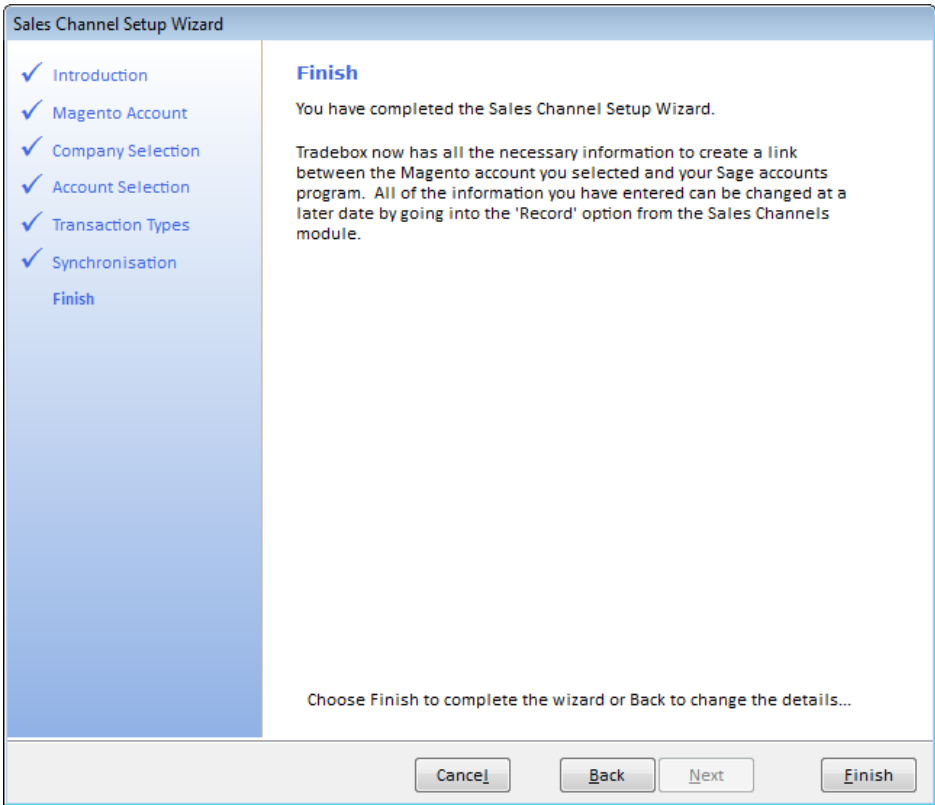 Sales Channel Setup Wizard
Introduction
Magento Account
Company Selection
Account Selection
Transaction Types
Synchronisation
Finish
Finish
You have completed the Sales Channel Setup Wizard.
Tradebox now has all the necessary information to create a link
between the Magento account you selected and your Sage accounts
program.  All of the information you have entered can be changed at a
later date by going into the 'Record' option from the Sales Channels
module.
Choose Finish to complete the wizard or Back to change the details...
Cancel
Back
Next
Finish